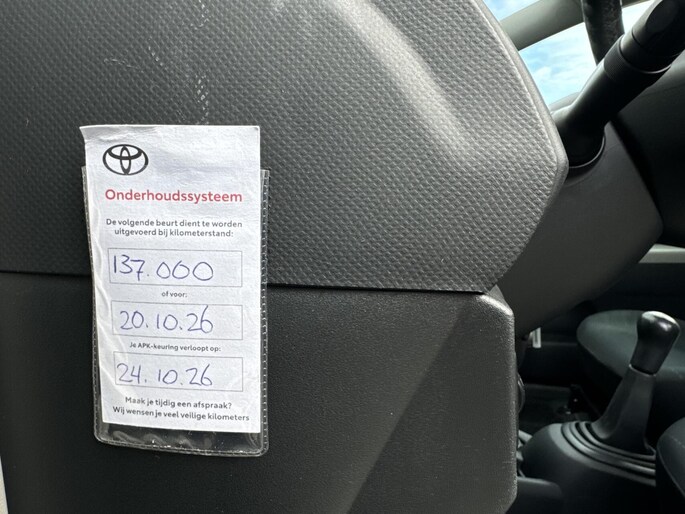 Onderhoudssysteem
De volgende beurt dient te worden
uitgevoerd bij kilometerstand:
137.000
of voor:
20.10.26
Je APK-keuring verloopt op:
24.10.26
Maak je tijdig een afspraak?
Wij wensen je veel veilige kilometers